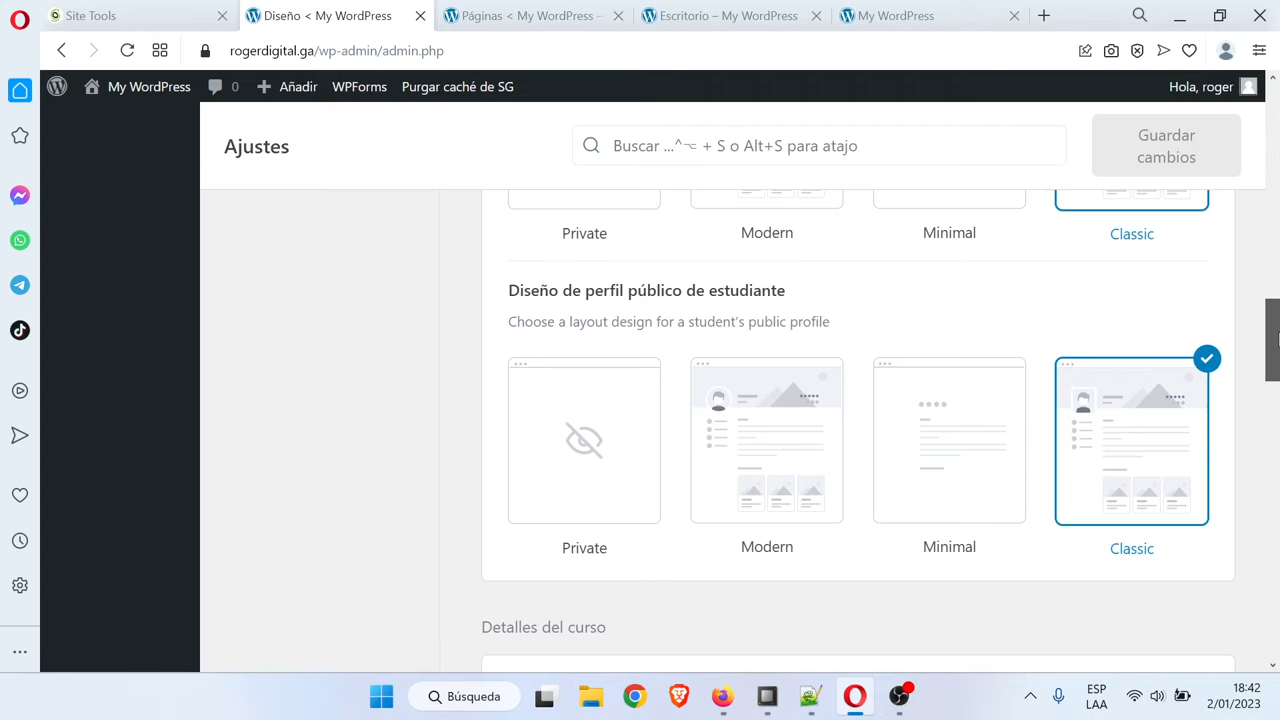 Site Tools
Diseño < My WordPress
Páginas < My WordPress —
Escritorio – My WordPress
My WordPress
rogerdigital.ga/wp-admin/admin.php
My WordPress
0
Añadir
WPForms
Purgar caché de SG
Hola, roger
Ajustes
Buscar ...^⌥ + S o Alt+S para atajo
Guardar
cambios
Private
Modern
Minimal
Classic
Diseño de perfil público de estudiante
Choose a layout design for a student's public profile
Private
Modern
Minimal
Classic
Detalles del curso
Búsqueda
ESP
LAA
18:42
2/01/2023